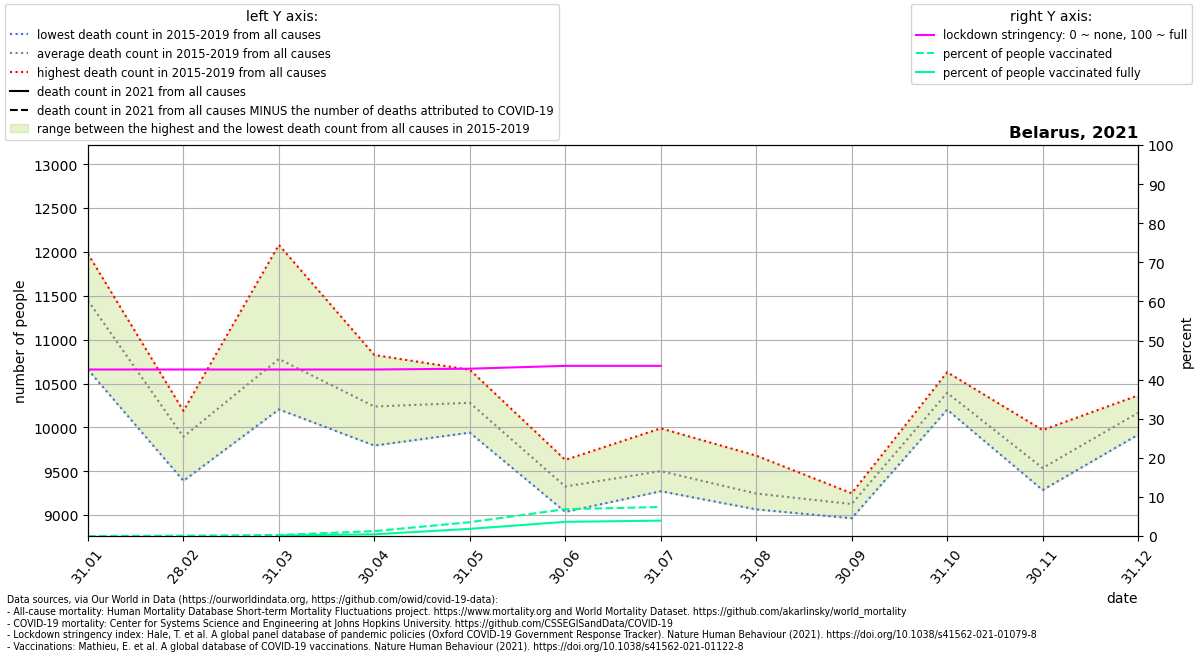 left Y axis:
lowest death count in 2015-2019 from all causes
average death count in 2015-2019 from all causes
highest death count in 2015-2019 from all causes
death count in 2021 from all causes
death count in 2021 from all causes MINUS the number of deaths attributed to COVID-19
range between the highest and the lowest death count from all causes in 2015-2019
right Y axis:
lockdown stringency: 0 ~ none, 100 ~ full
percent of people vaccinated
percent of people vaccinated fully
Belarus, 2021
13000
12500
12000
11500
11000
10500
10000
9500
9000
number of people
100
90
80
70
60
50
40
30
20
10
0
percent
31.01
28.02
31.03
30.04
31.05
30.06
31.07
31.08
30.09
31.10
30.11
31.12
date
Data sources, via Our World in Data (https://ourworldindata.org, https://github.com/owid/covid-19-data):
- All-cause mortality: Human Mortality Database Short-term Mortality Fluctuations project. https://www.mortality.org and World Mortality Dataset. https://github.com/akarlinsky/world_mortality
- COVID-19 mortality: Center for Systems Science and Engineering at Johns Hopkins University. https://github.com/CSSEGISandData/COVID-19
- Lockdown stringency index: Hale, T. et al. A global panel database of pandemic policies (Oxford COVID-19 Government Response Tracker). Nature Human Behaviour (2021). https://doi.org/10.1038/s41562-021-01079-8
- Vaccinations: Mathieu, E. et al. A global database of COVID-19 vaccinations. Nature Human Behaviour (2021). https://doi.org/10.1038/s41562-021-01122-8